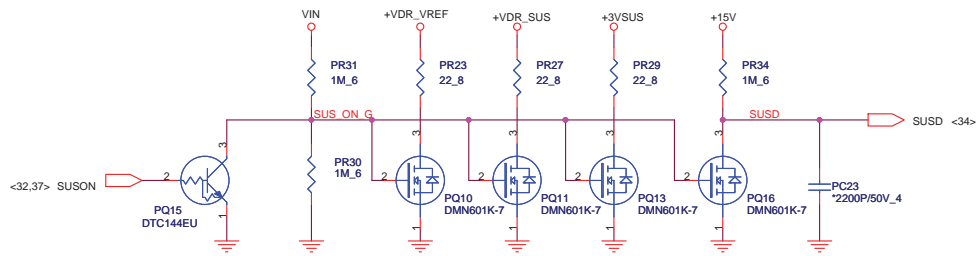 VIN
+VDR_VREF
+VDR_SUS
+3VSUS
+15V
PR31
1M_6
PR23
22_8
PR27
22_8
PR29
22_8
PR34
1M_6
SUS_ON_G
SUSD
SUSD <34>
3
3
3
3
3
<32,37> SUSON
2
PR30
1M_6
2
2
2
2
PC23
*2200P/50V_4
PQ15
DTC144EU
1
PQ10
DMN601K-7
1
PQ11
DMN601K-7
1
PQ13
DMN601K-7
1
PQ16
DMN601K-7
1